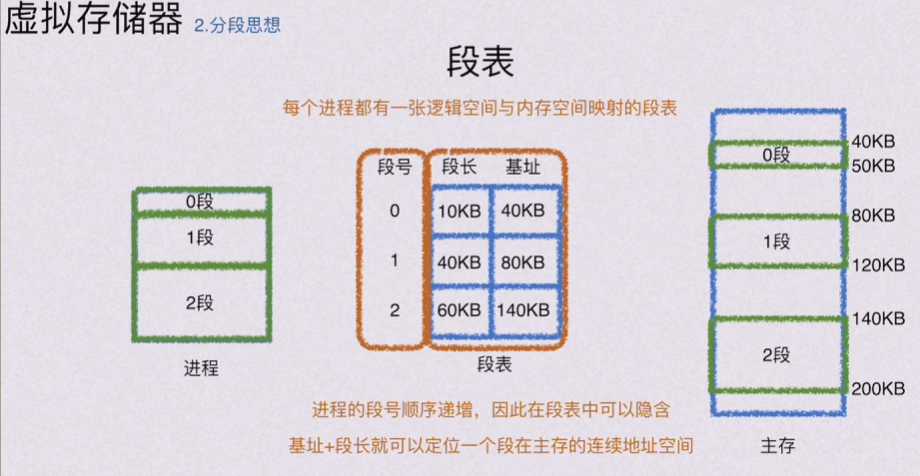 虚拟存储器 2.分段思想
段表
每个进程都有一张逻辑空间与内存空间映射的段表
0段
1段
2段
进程
段号 段长 基址
0 10KB 40KB
1 40KB 80KB
2 60KB 140KB
段表
进程的段号顺序递增，因此在段表中可以隐含
基址+段长就可以定位一个段在主存的连续地址空间
40KB
0段
50KB
80KB
1段
120KB
140KB
2段
200KB
主存